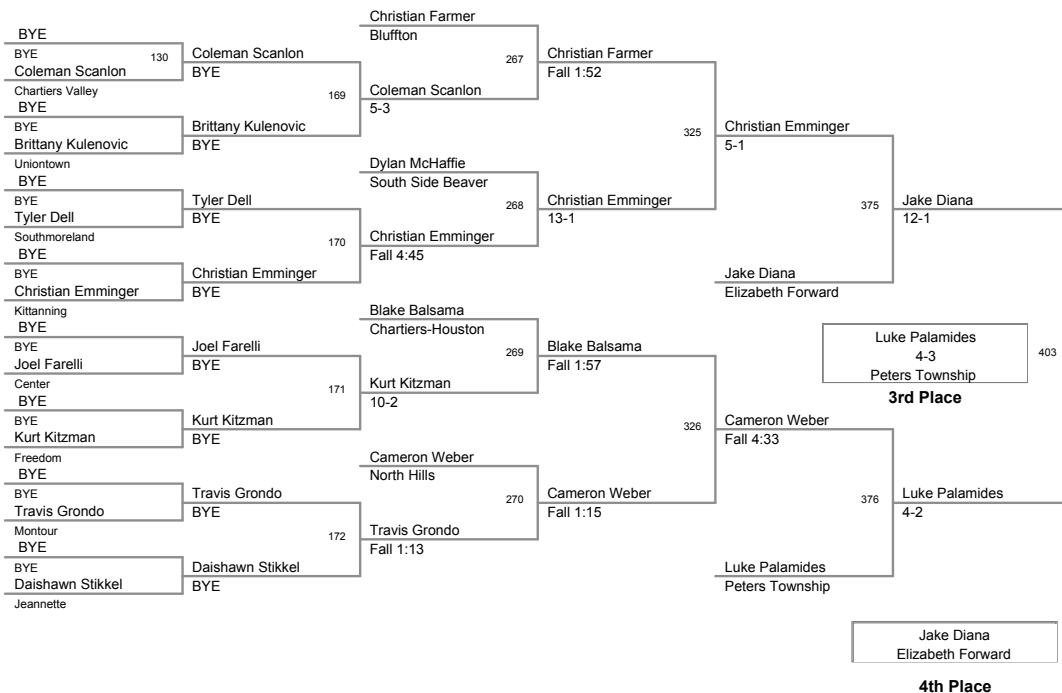 BYE
BYE
130
Coleman Scanlon
Chartiers Valley
BYE
BYE
Brittany Kulenovic
Uniontown
BYE
BYE
Tyler Dell
Southmoreland
BYE
BYE
Christian Emminger
Kittanning
BYE
BYE
Joel Farelli
Center
BYE
BYE
Kurt Kitzman
Freedom
BYE
BYE
Travis Grondo
Montour
BYE
BYE
Daishawn Stikkel
Jeannette
Coleman Scanlon
BYE
169
Brittany Kulenovic
BYE
Tyler Dell
BYE
170
Christian Emminger
BYE
Joel Farelli
BYE
171
Kurt Kitzman
BYE
Travis Grondo
BYE
172
Daishawn Stikkel
BYE
Christian Farmer
Bluffton
267
Coleman Scanlon
5-3
Dylan McHaffie
South Side Beaver
268
Christian Emminger
Fall 4:45
Blake Balsama
Chartiers-Houston
269
Kurt Kitzman
10-2
Cameron Weber
North Hills
270
Travis Grondo
Fall 1:13
Christian Farmer
Fall 1:52
325
Christian Emminger
13-1
Blake Balsama
Fall 1:57
326
Cameron Weber
Fall 1:15
Christian Emminger
5-1
375
Jake Diana
Elizabeth Forward
Cameron Weber
Fall 4:33
376
Luke Palamides
Peters Township
Jake Diana
12-1
Luke Palamides
4-3
Peters Township
403
3rd Place
Luke Palamides
4-2
Jake Diana
Elizabeth Forward
4th Place